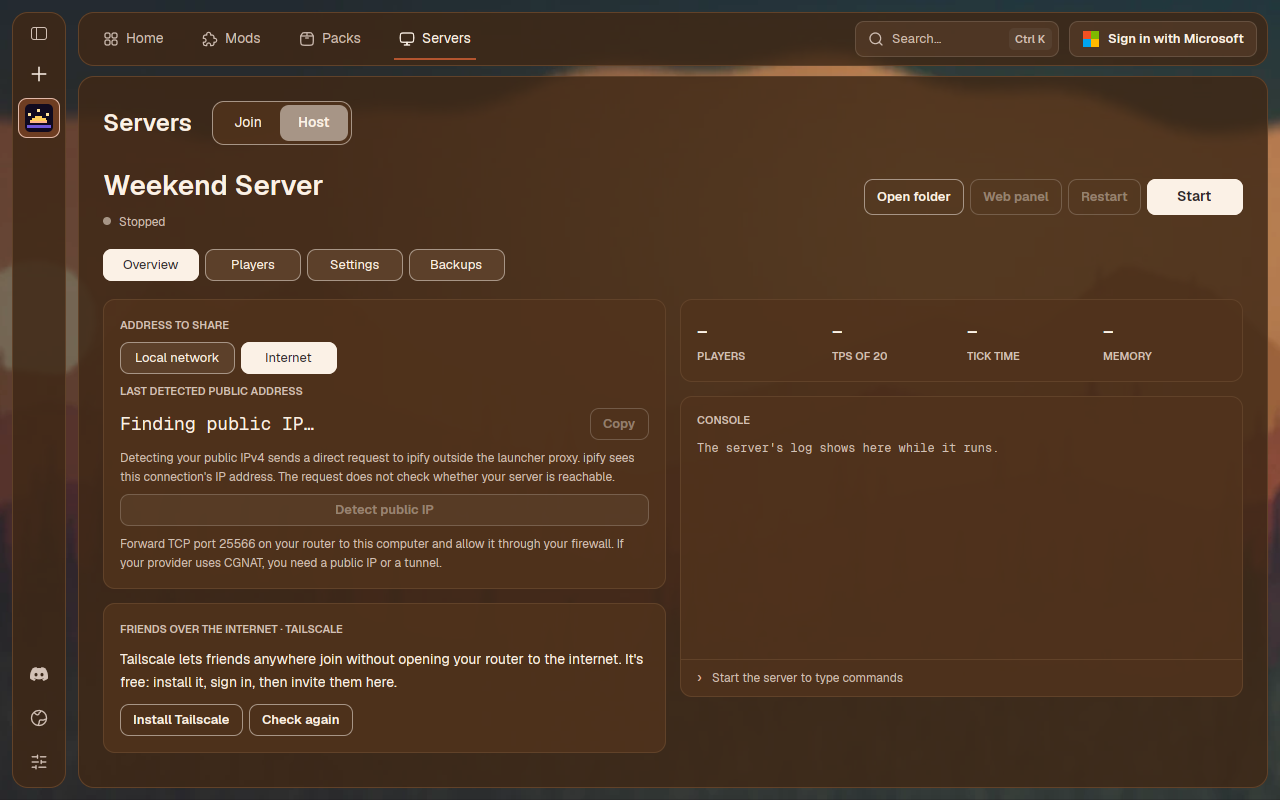 Home
Mods
Packs
Servers
Search...
Ctrl K
Sign in with Microsoft
Servers
Join
Host
Weekend Server
Stopped
Open folder
Web panel
Restart
Start
Overview
Players
Settings
Backups
ADDRESS TO SHARE
Local network
Internet
LAST DETECTED PUBLIC ADDRESS
Finding public IP…
Copy
Detecting your public IPv4 sends a direct request to ipify outside the launcher proxy. ipify sees
this connection's IP address. The request does not check whether your server is reachable.
Detect public IP
Forward TCP port 25566 on your router to this computer and allow it through your firewall. If
your provider uses CGNAT, you need a public IP or a tunnel.
FRIENDS OVER THE INTERNET · TAILSCALE
Tailscale lets friends anywhere join without opening your router to the internet. It's
free: install it, sign in, then invite them here.
Install Tailscale
Check again
–
PLAYERS
–
TPS OF 20
–
TICK TIME
–
MEMORY
CONSOLE
The server's log shows here while it runs.
› Start the server to type commands